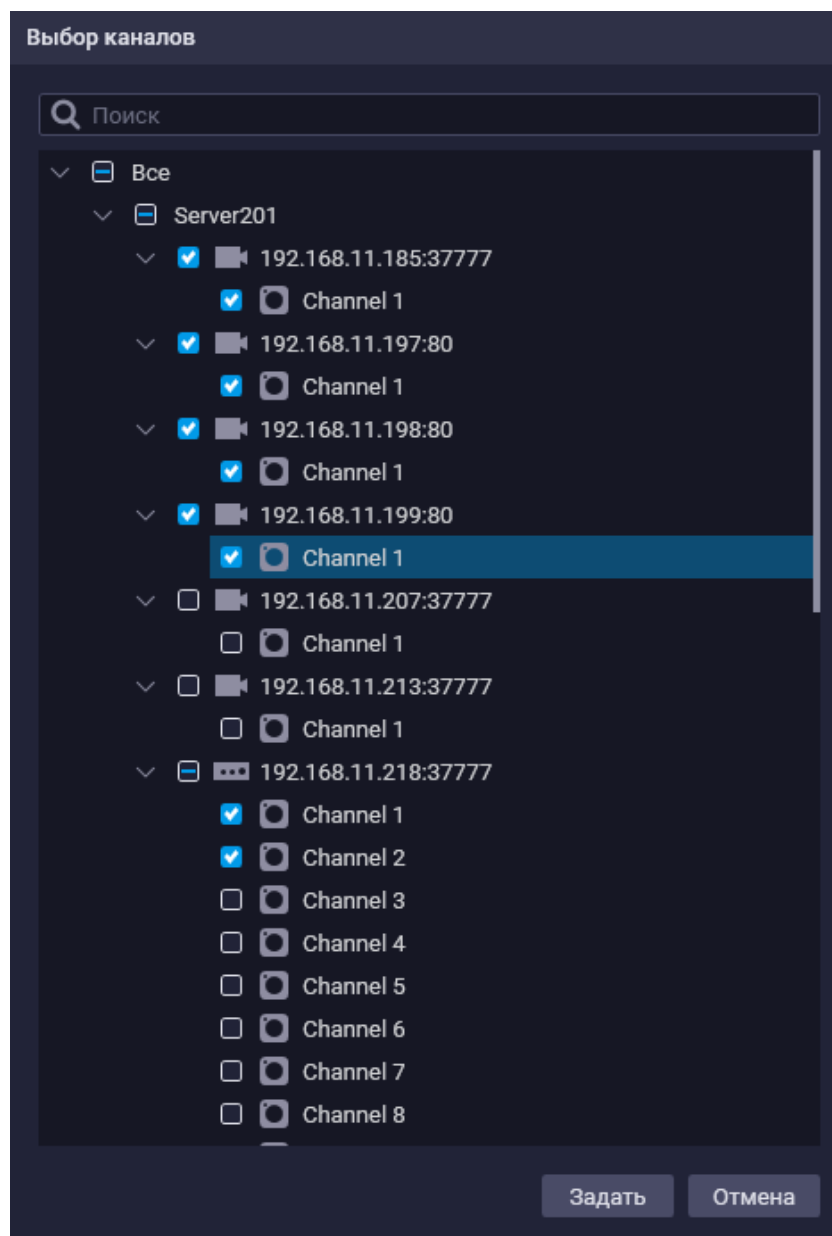 Выбор каналов
Поиск
Все
Server201
192.168.11.185:37777
Channel 1
192.168.11.197:80
Channel 1
192.168.11.198:80
Channel 1
192.168.11.199:80
Channel 1
192.168.11.207:37777
Channel 1
192.168.11.213:37777
Channel 1
192.168.11.218:37777
Channel 1
Channel 2
Channel 3
Channel 4
Channel 5
Channel 6
Channel 7
Channel 8
Задать Отмена